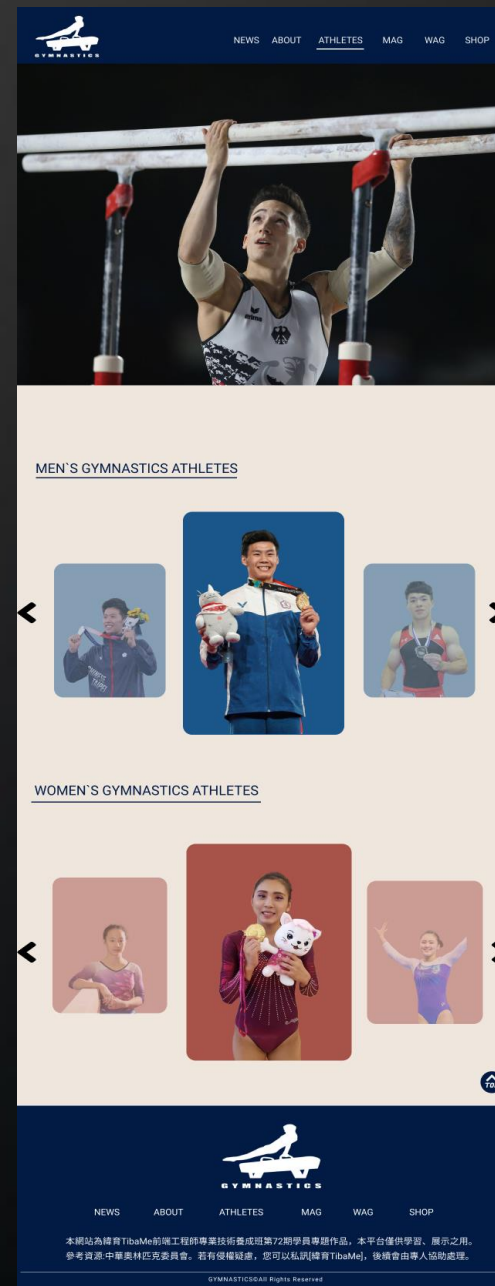 GYMNASTICS
NEWS ABOUT ATHLETES MAG WAG SHOP
erima
MEN`S GYMNASTICS ATHLETES
WOMEN`S GYMNASTICS ATHLETES
TOP
GYMNASTICS
NEWS ABOUT ATHLETES MAG WAG SHOP
本網站為緯育TibaMe前端工程師專業技術養成班第72期學員專題作品，本平台僅供學習、展示之用。
參考資源:中華奧林匹克委員會。若有侵權疑慮，您可以私訊[緯育TibaMe]，後續會由專人協助處理。
GYMNASTICS©All Rights Reserved